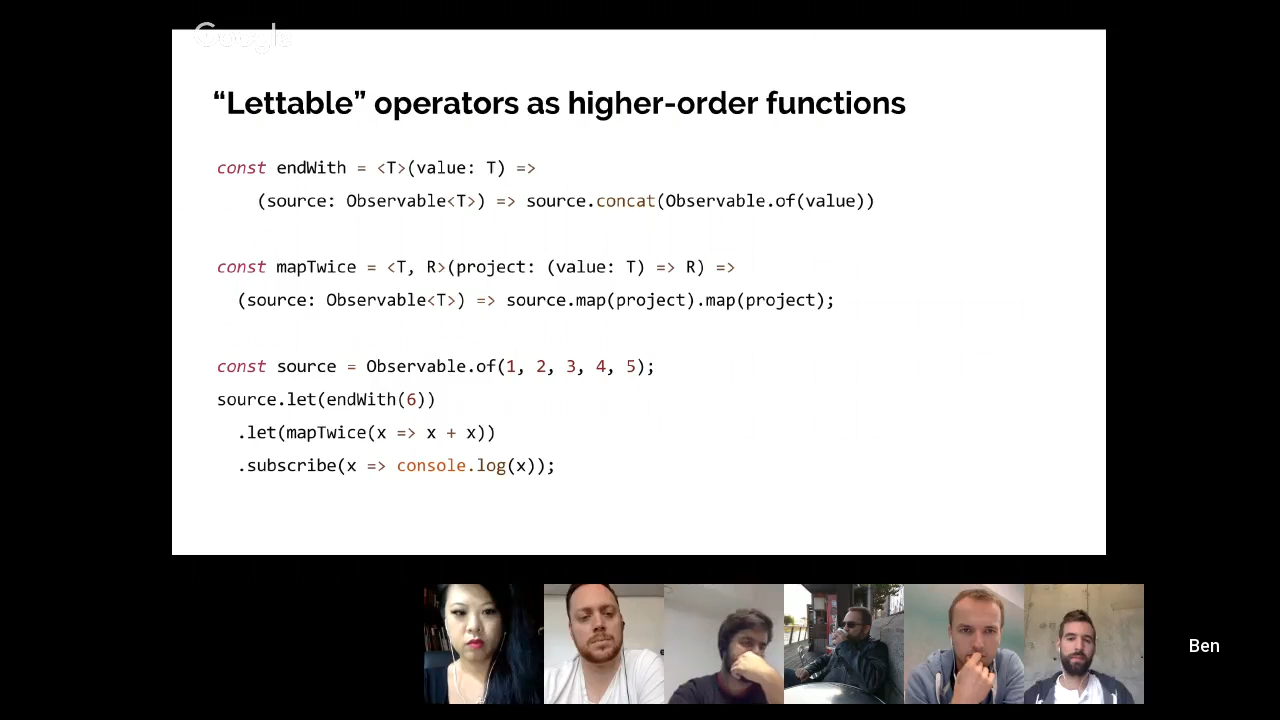 Google
“Lettable” operators as higher-order functions
const endWith = <T>(value: T) =>
(source: Observable<T>) => source.concat(Observable.of(value))
const mapTwice = <T, R>(project: (value: T) => R) =>
(source: Observable<T>) => source.map(project).map(project);
const source = Observable.of(1, 2, 3, 4, 5);
source.let(endWith(6))
.let(mapTwice(x => x + x))
.subscribe(x => console.log(x));
Ben